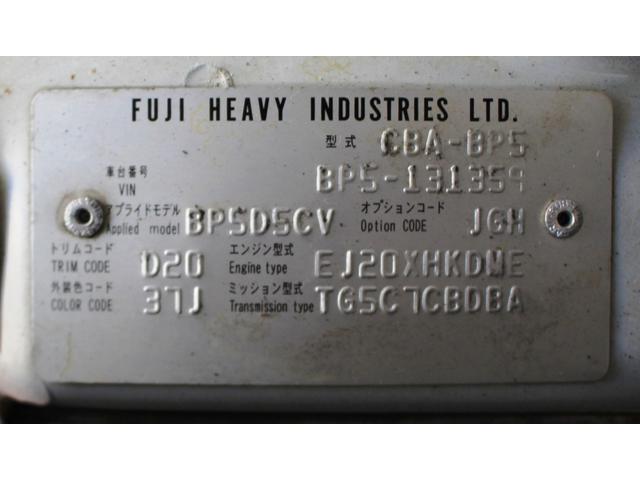 FUJI HEAVY INDUSTRIES LTD.
型式 CBA-BP5
車台番号 VIN BP5-131359
アプライドモデル Applied model BP5D5CV オプションコード Option CODE JGH
トリムコード TRIM CODE D20 エンジン型式 Engine type EJ20XHKDME
外装色コード COLOR CODE 37J ミッション型式 Transmission type TG5C7CBDBA